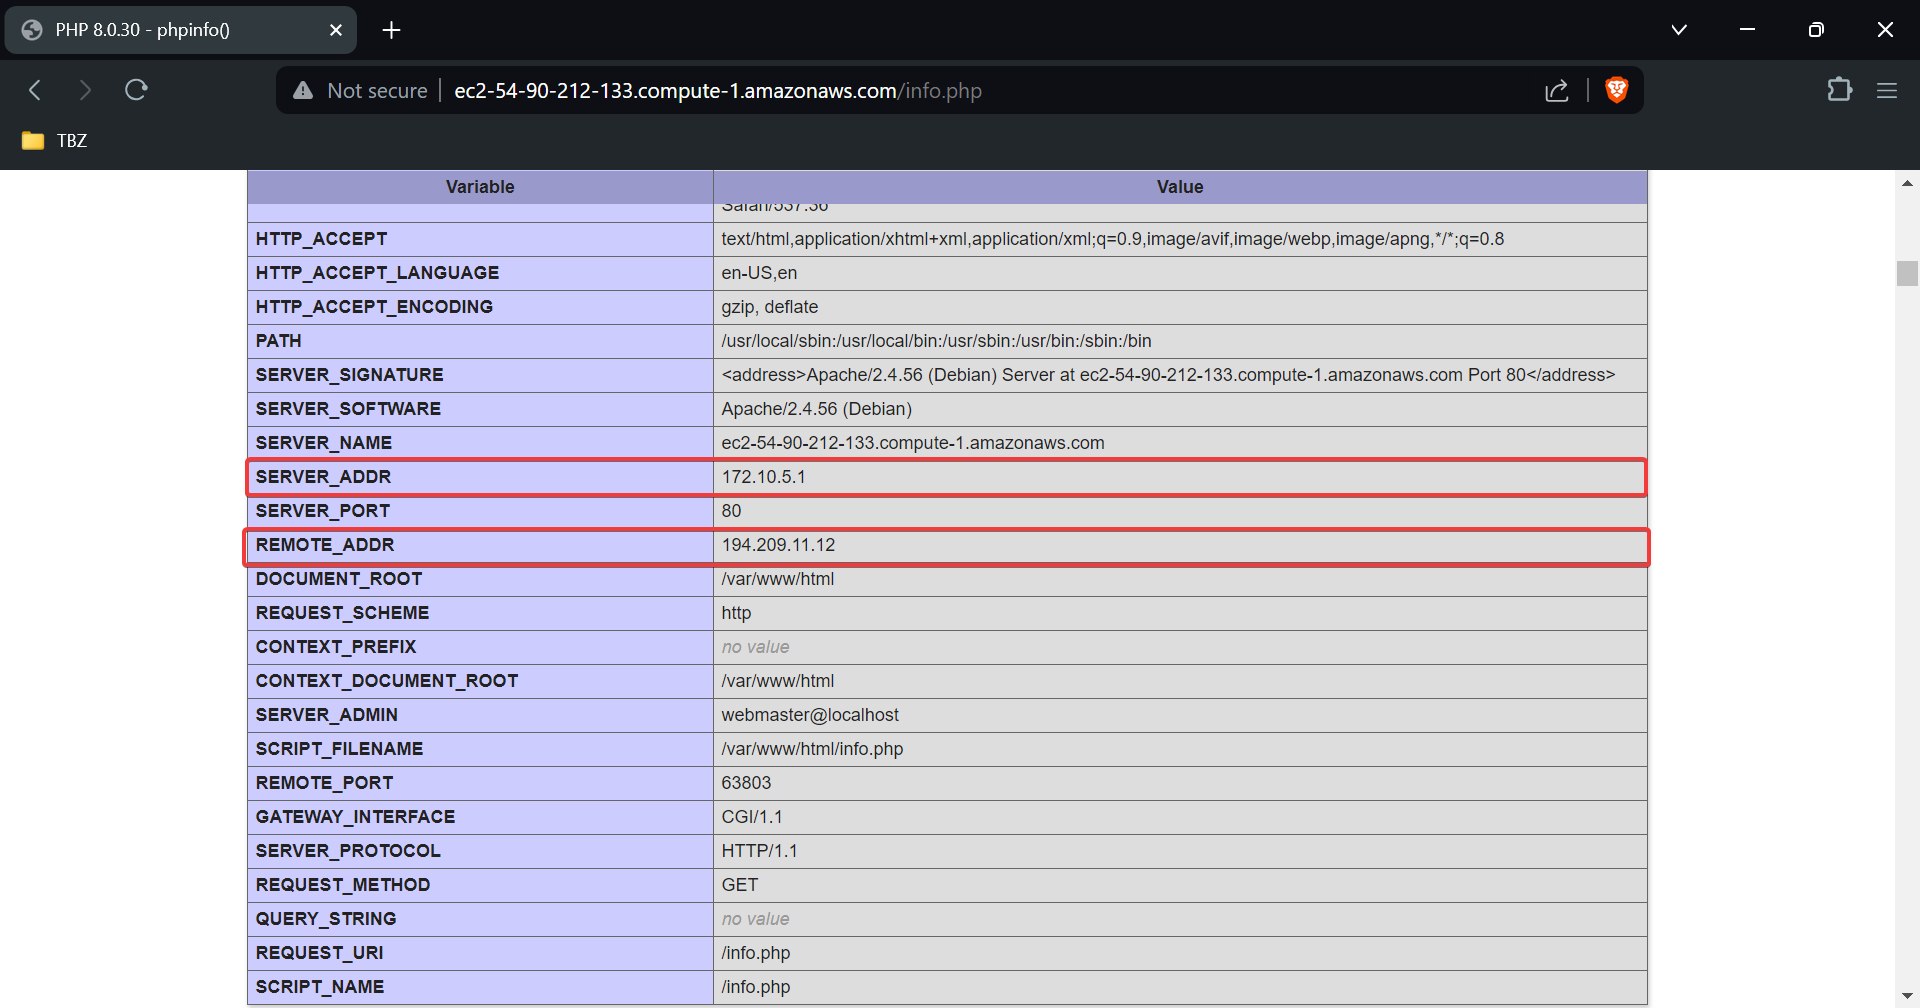 PHP 8.0.30 - phpinfo()
Not secure ec2-54-90-212-133.compute-1.amazonaws.com/info.php
TBZ
Variable Value
Safari/537.36
HTTP_ACCEPT text/html,application/xhtml+xml,application/xml;q=0.9,image/avif,image/webp,image/apng,*/*;q=0.8
HTTP_ACCEPT_LANGUAGE en-US,en
HTTP_ACCEPT_ENCODING gzip, deflate
PATH /usr/local/sbin:/usr/local/bin:/usr/sbin:/usr/bin:/sbin:/bin
SERVER_SIGNATURE <address>Apache/2.4.56 (Debian) Server at ec2-54-90-212-133.compute-1.amazonaws.com Port 80</address>
SERVER_SOFTWARE Apache/2.4.56 (Debian)
SERVER_NAME ec2-54-90-212-133.compute-1.amazonaws.com
SERVER_ADDR 172.10.5.1
SERVER_PORT 80
REMOTE_ADDR 194.209.11.12
DOCUMENT_ROOT /var/www/html
REQUEST_SCHEME http
CONTEXT_PREFIX no value
CONTEXT_DOCUMENT_ROOT /var/www/html
SERVER_ADMIN webmaster@localhost
SCRIPT_FILENAME /var/www/html/info.php
REMOTE_PORT 63803
GATEWAY_INTERFACE CGI/1.1
SERVER_PROTOCOL HTTP/1.1
REQUEST_METHOD GET
QUERY_STRING no value
REQUEST_URI /info.php
SCRIPT_NAME /info.php